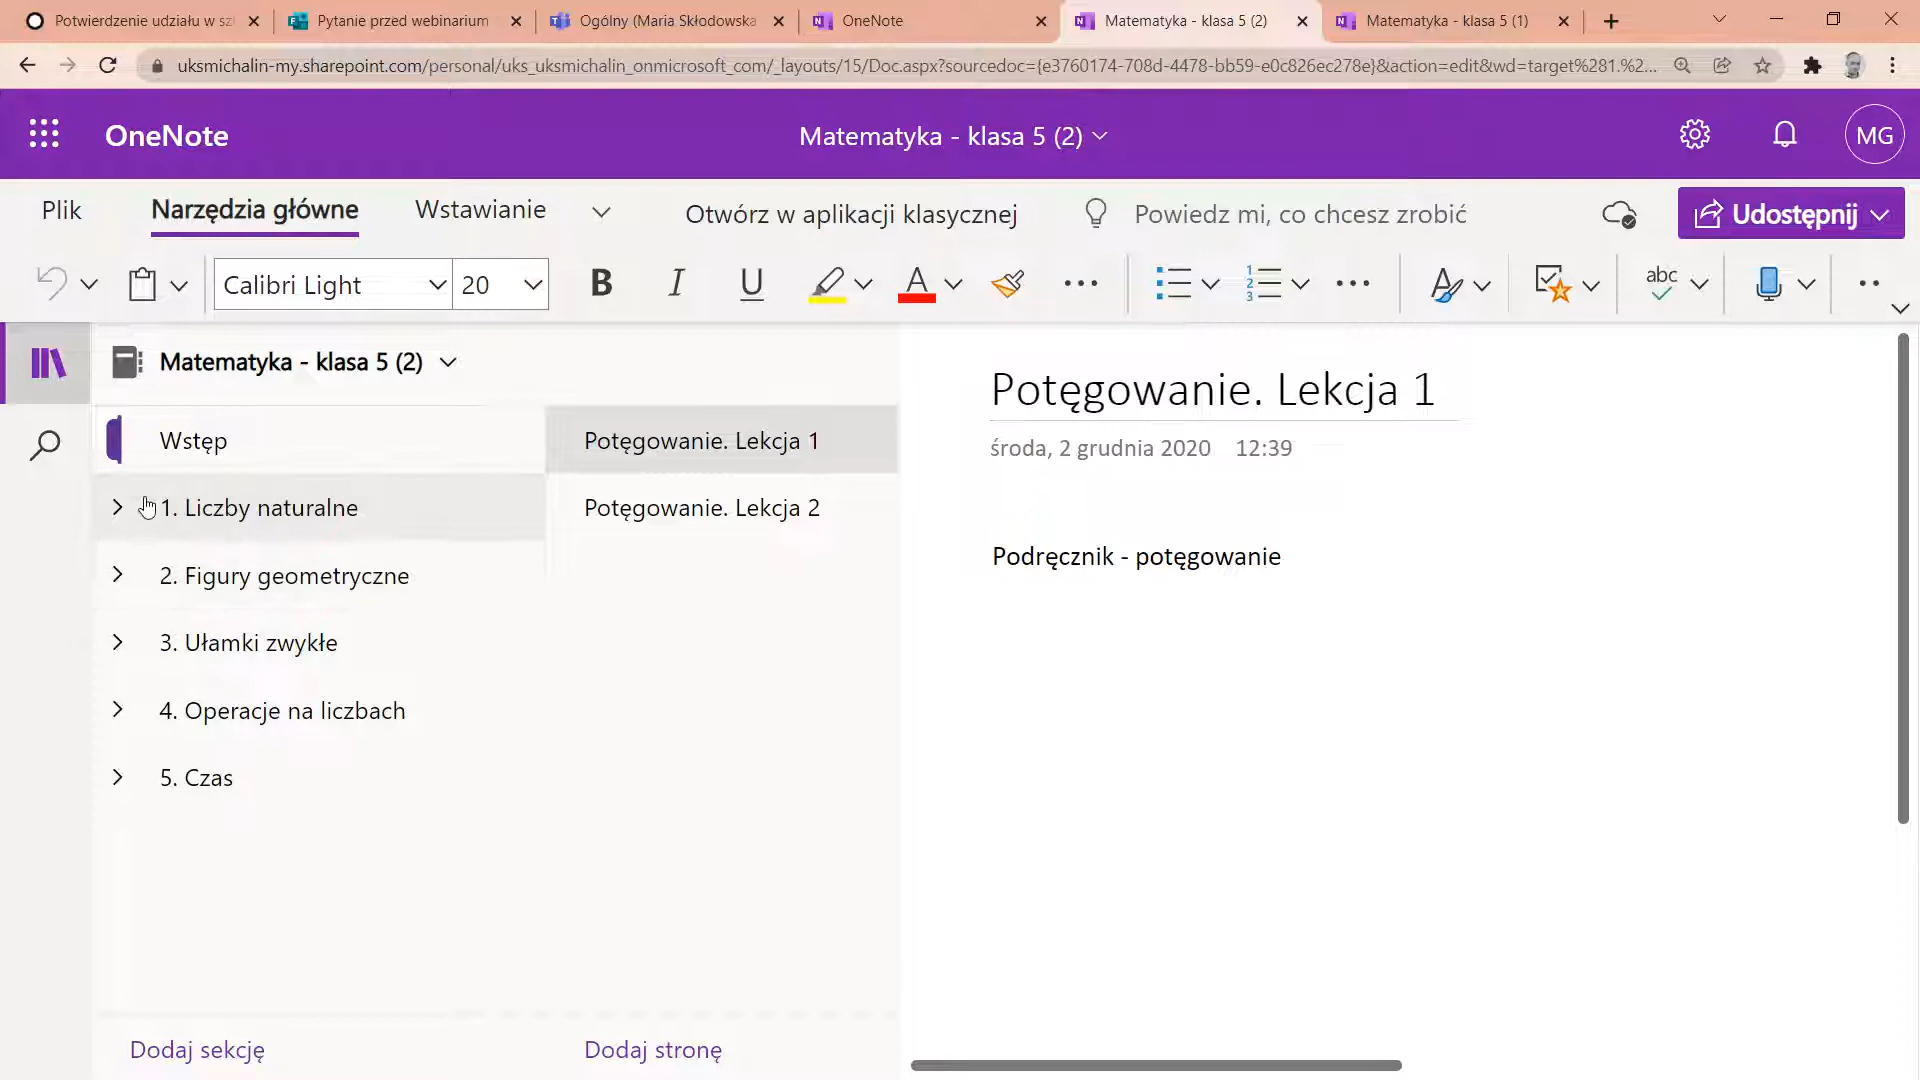 Potwierdzenie udziału w sz
Pytanie przed webinarium
Ogólny (Maria Skłodowska
OneNote
Matematyka - klasa 5 (2)
Matematyka - klasa 5 (1)
uksmichalin-my.sharepoint.com/personal/uks_uksmichalin_onmicrosoft_com/_layouts/15/Doc.aspx?sourcedoc={e3760174-708d-4478-bb59-e0c826ec278e}&action=edit&wd=target%281.%2...
OneNote
Matematyka - klasa 5 (2)
MG
Plik
Narzędzia główne
Wstawianie
Otwórz w aplikacji klasycznej
Powiedz mi, co chcesz zrobić
Udostępnij
Calibri Light
20
B
I
U
A
abc
Matematyka - klasa 5 (2)
Wstęp
1. Liczby naturalne
2. Figury geometryczne
3. Ułamki zwykłe
4. Operacje na liczbach
5. Czas
Dodaj sekcję
Potęgowanie. Lekcja 1
Potęgowanie. Lekcja 2
Dodaj stronę
Potęgowanie. Lekcja 1
środa, 2 grudnia 2020 12:39
Podręcznik - potęgowanie